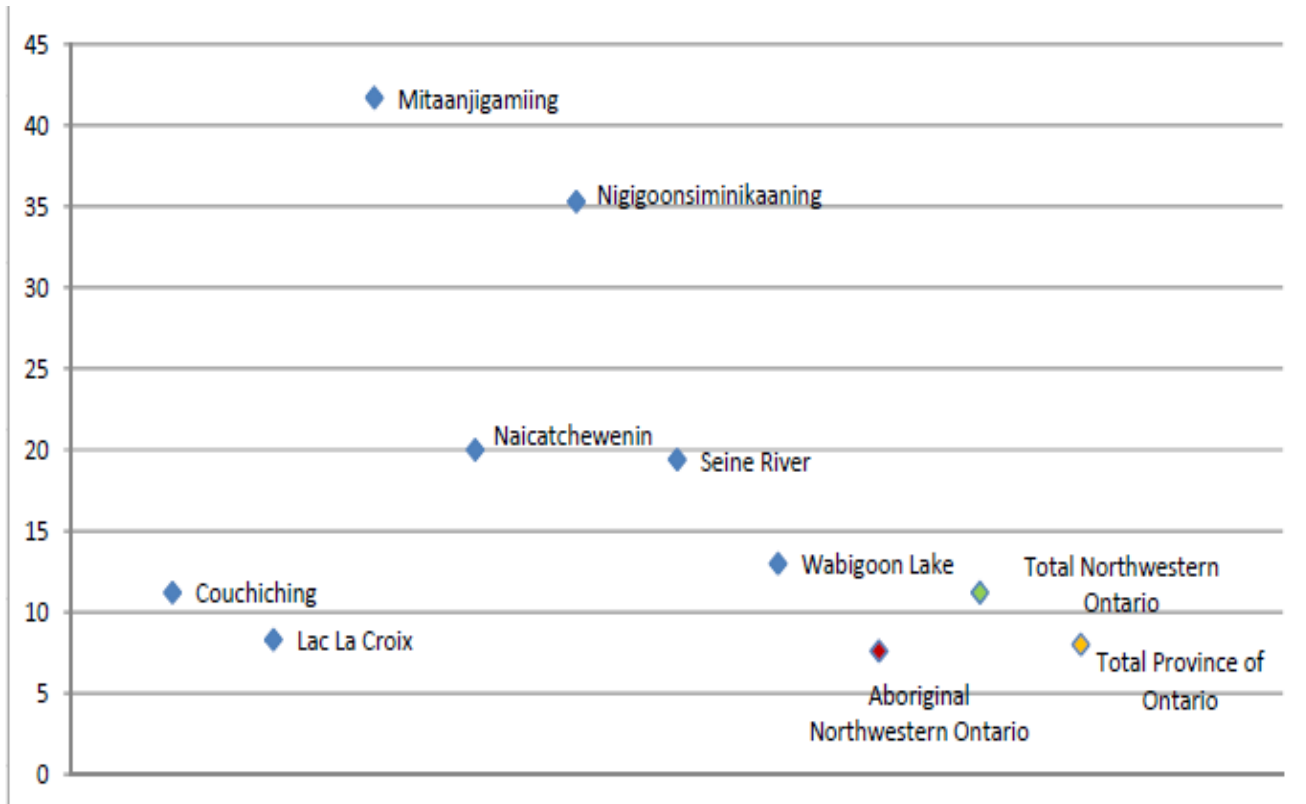 45
Mitaanjigamiing
40
Nigigoonsiminikaaning
35
30
25
Naicatchewenin
20
Seine River
15
Wabigoon Lake
Total Northwestern
Ontario
Couchiching
10
Lac La Croix
Total Province of
Ontario
5
Aboriginal
Northwestern Ontario
0